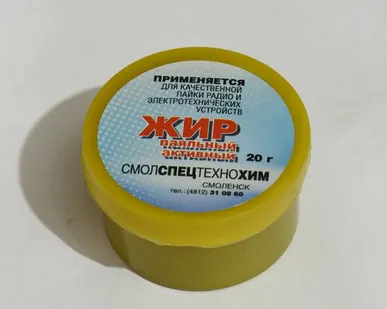 ПРИМЕНЯЕТСЯ
ДЛЯ КАЧЕСТВЕННОЙ
ПАЙКИ РАДИО И
ЭЛЕКТРОТЕХНИЧЕСКИХ
УСТРОЙСТВ
ЖИР
паяльный
активный
20 г
СМОЛСПЕЦТЕХНОХИМ
СМОЛЕНСК
тел.: (4812) 31 08 60